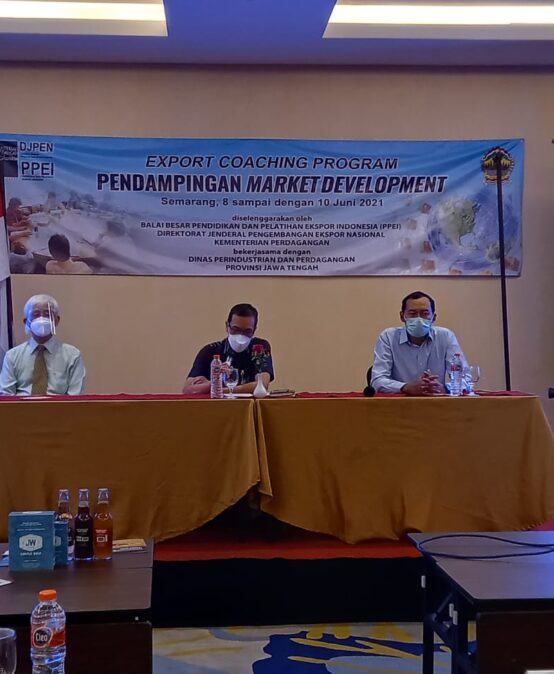 DJPEN
PPEI
EXPORT COACHING PROGRAM
PENDAMPINGAN MARKET DEVELOPMENT
Semarang, 8 sampai dengan 10 Juni 2021
diselenggarakan oleh
BALAI BESAR PENDIDIKAN DAN PELATIHAN EKSPOR INDONESIA (PPEI)
DIREKTORAT JENDERAL PENGEMBANGAN EKSPOR NASIONAL
KEMENTERIAN PERDAGANGAN
bekerjasama dengan
DINAS PERINDUSTRIAN DAN PERDAGANGAN
PROVINSI JAWA TENGAH
JW
Cleo